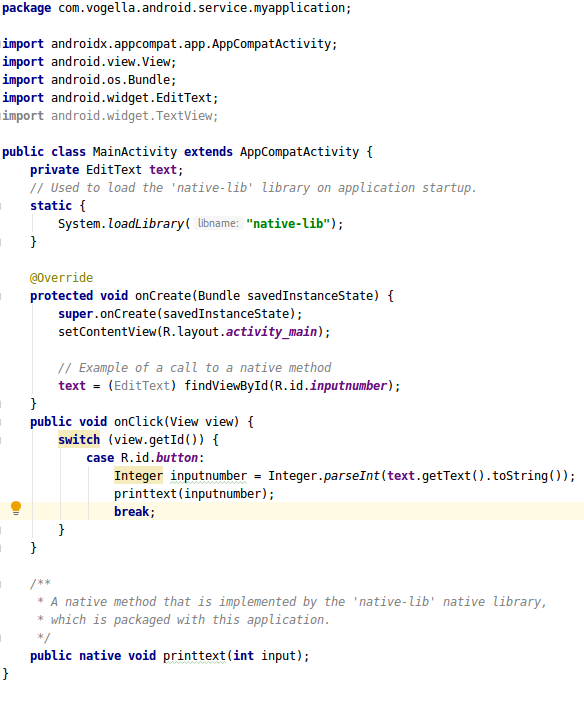 package com.vogella.android.service.myapplication;
import androidx.appcompat.app.AppCompatActivity;
import android.view.View;
import android.os.Bundle;
import android.widget.EditText;
import android.widget.TextView;
public class MainActivity extends AppCompatActivity {
private EditText text;
// Used to load the 'native-lib' library on application startup.
static {
System.loadLibrary( libname: "native-lib");
}
@Override
protected void onCreate(Bundle savedInstanceState) {
super.onCreate(savedInstanceState);
setContentView(R.layout.activity_main);
// Example of a call to a native method
text = (EditText) findViewById(R.id.inputnumber);
}
public void onClick(View view) {
switch (view.getId()) {
case R.id.button:
Integer inputnumber = Integer.parseInt(text.getText().toString());
printtext(inputnumber);
break;
}
}
/**
* A native method that is implemented by the 'native-lib' native library,
* which is packaged with this application.
*/
public native void printtext(int input);
}